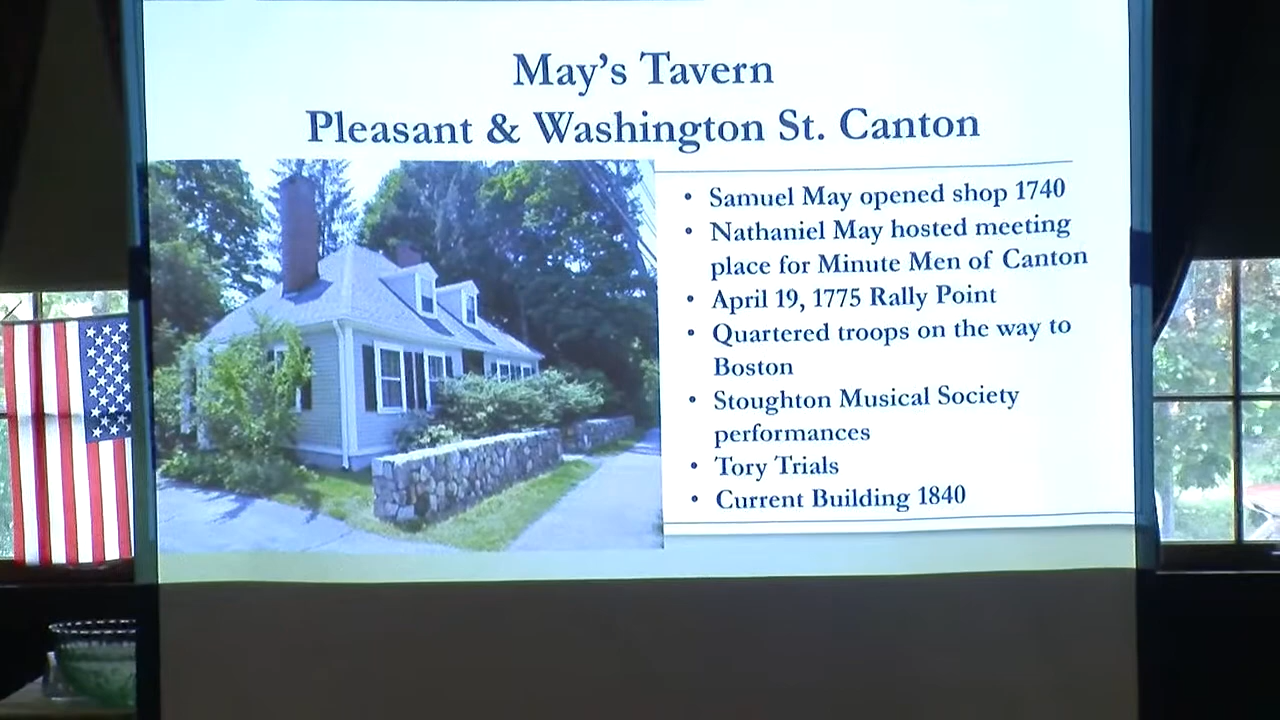 May's Tavern
Pleasant & Washington St. Canton
• Samuel May opened shop 1740
• Nathaniel May hosted meeting
place for Minute Men of Canton
• April 19, 1775 Rally Point
• Quartered troops on the way to
Boston
• Stoughton Musical Society
performances
• Tory Trials
• Current Building 1840